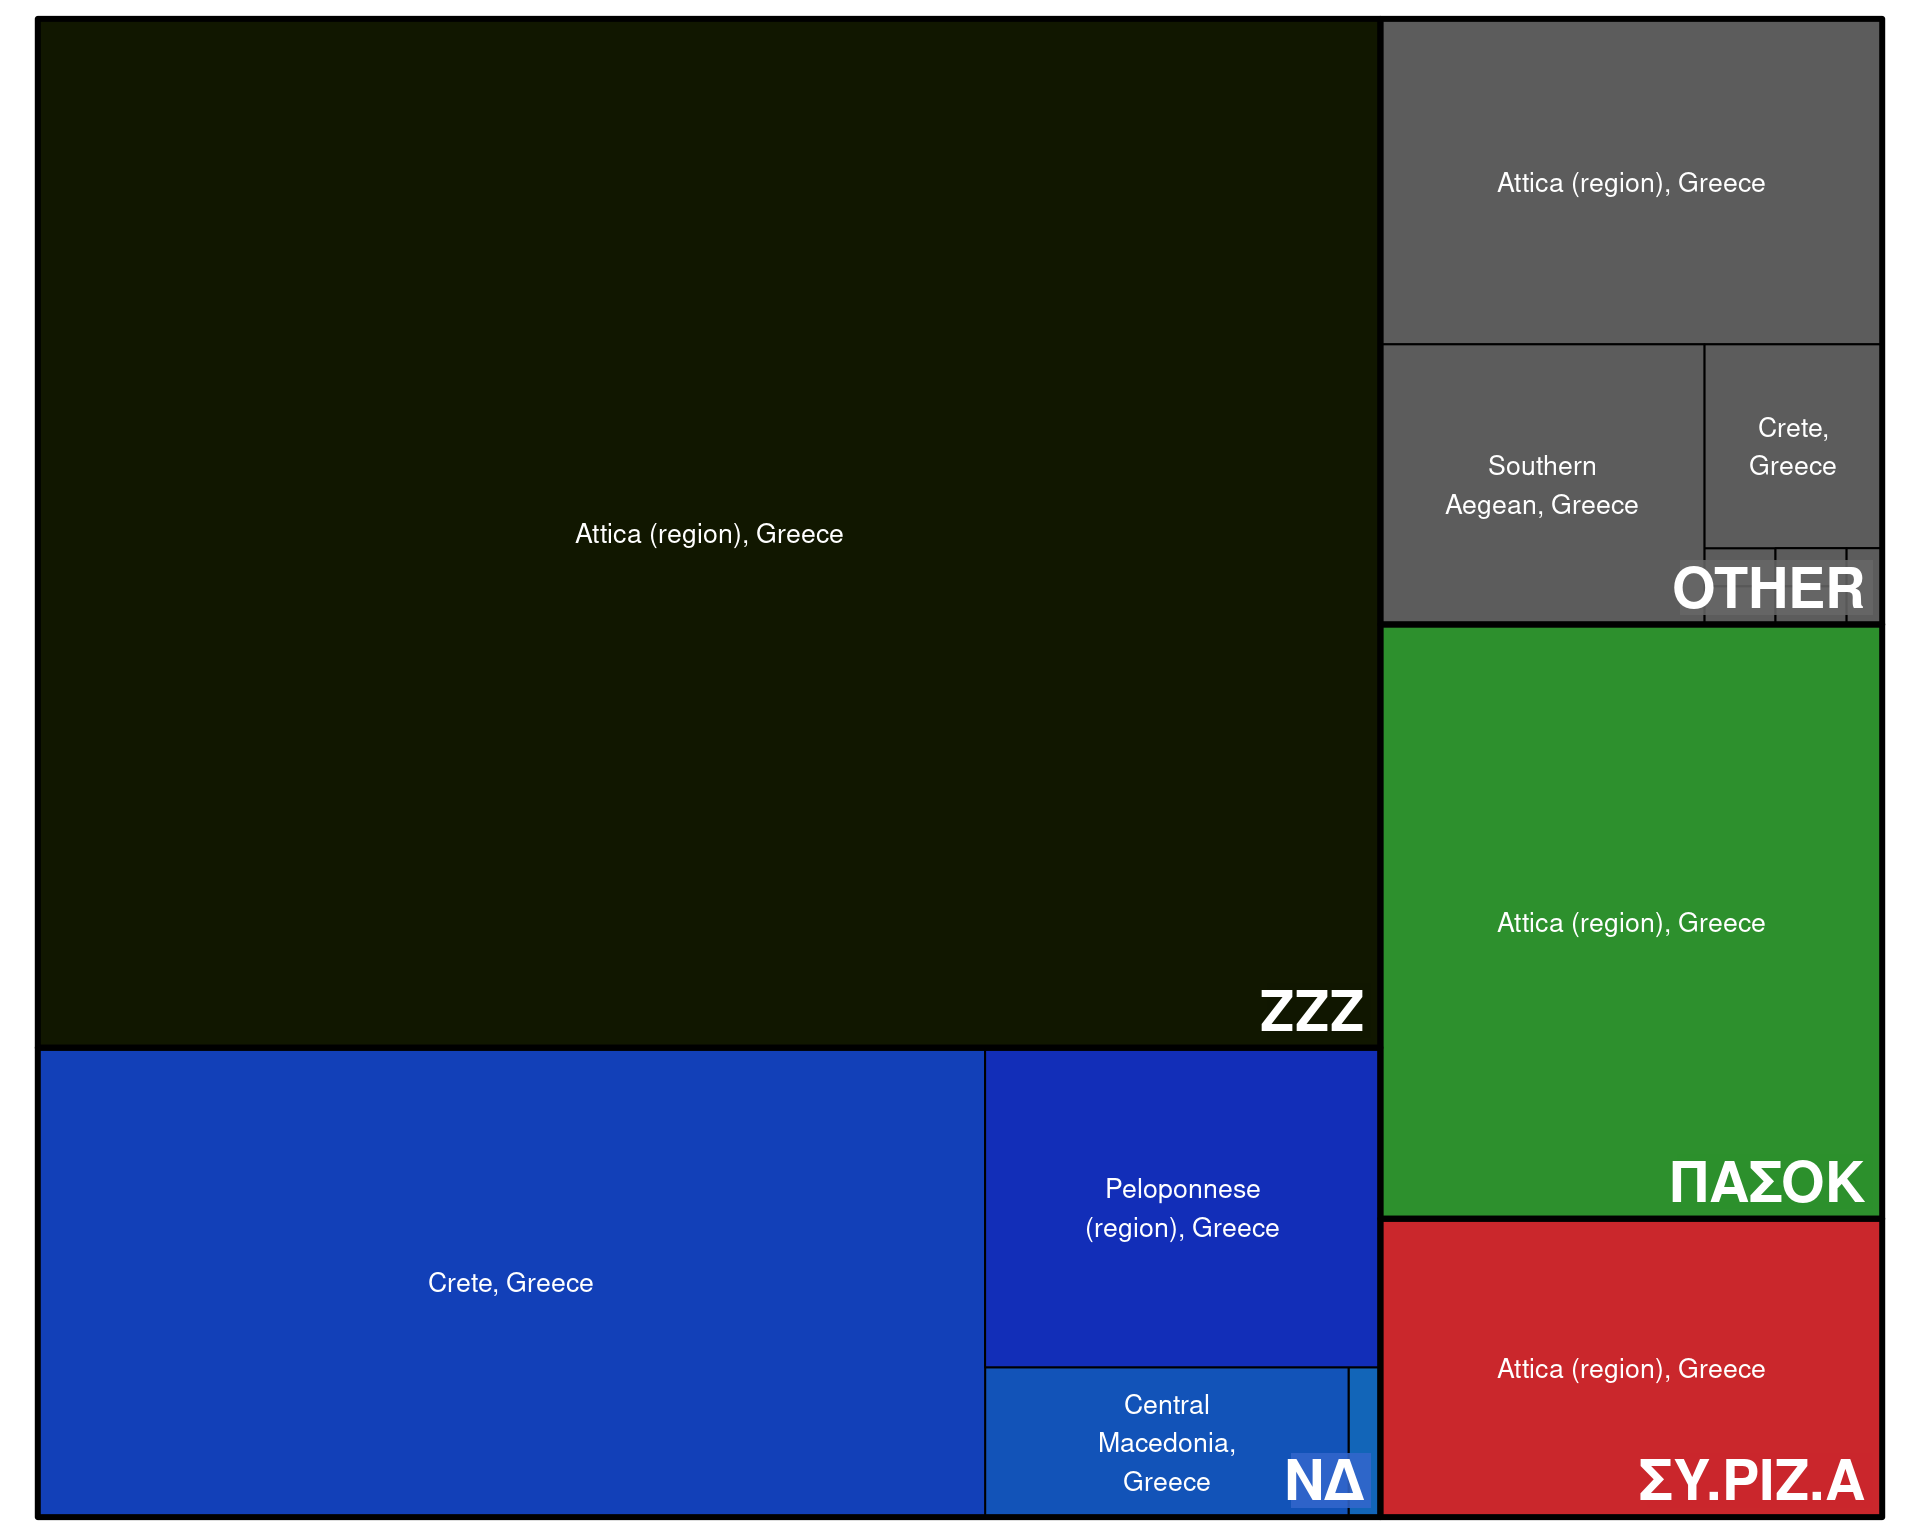 Attica (region), Greece
ZZZ
Crete, Greece
Peloponnese
(region), Greece
Central
Macedonia,
Greece
ΝΔ
Attica (region), Greece
Southern
Aegean, Greece
Crete,
Greece
OTHER
Attica (region), Greece
ΠΑΣΟΚ
Attica (region), Greece
ΣΥ.ΡΙΖ.Α